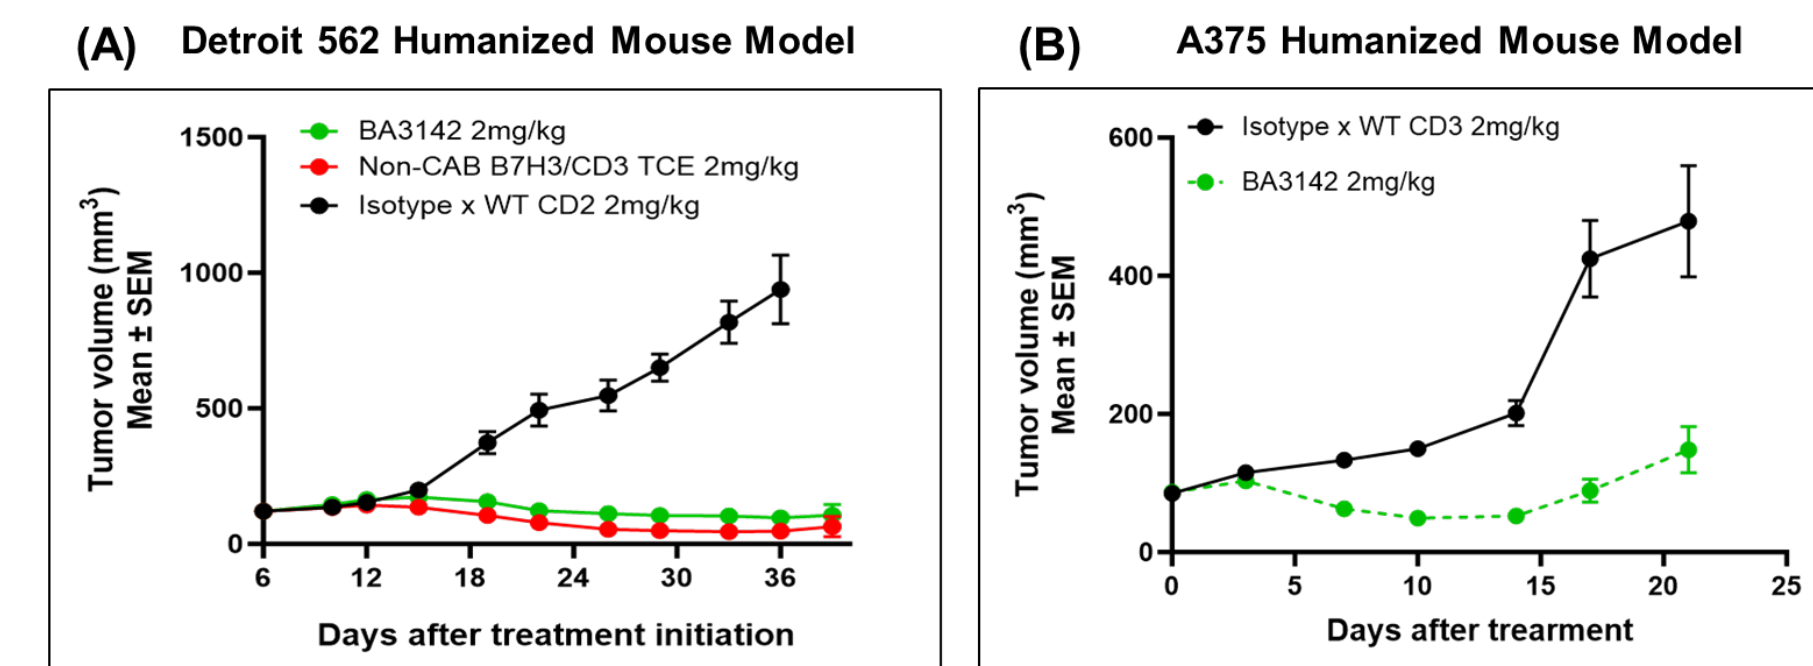 (A) Detroit 562 Humanized Mouse Model
BA3142 2mg/kg
Non-CAB B7H3/CD3 TCE 2mg/kg
Isotype x WT CD2 2mg/kg
1500
1000
500
0
Tumor volume (mm³)
Mean ± SEM
6 12 18 24 30 36
Days after treatment initiation
(B) A375 Humanized Mouse Model
Isotype x WT CD3 2mg/kg
BA3142 2mg/kg
600
400
200
0
Tumor volume (mm³)
Mean ± SEM
0 5 10 15 20 25
Days after trearment